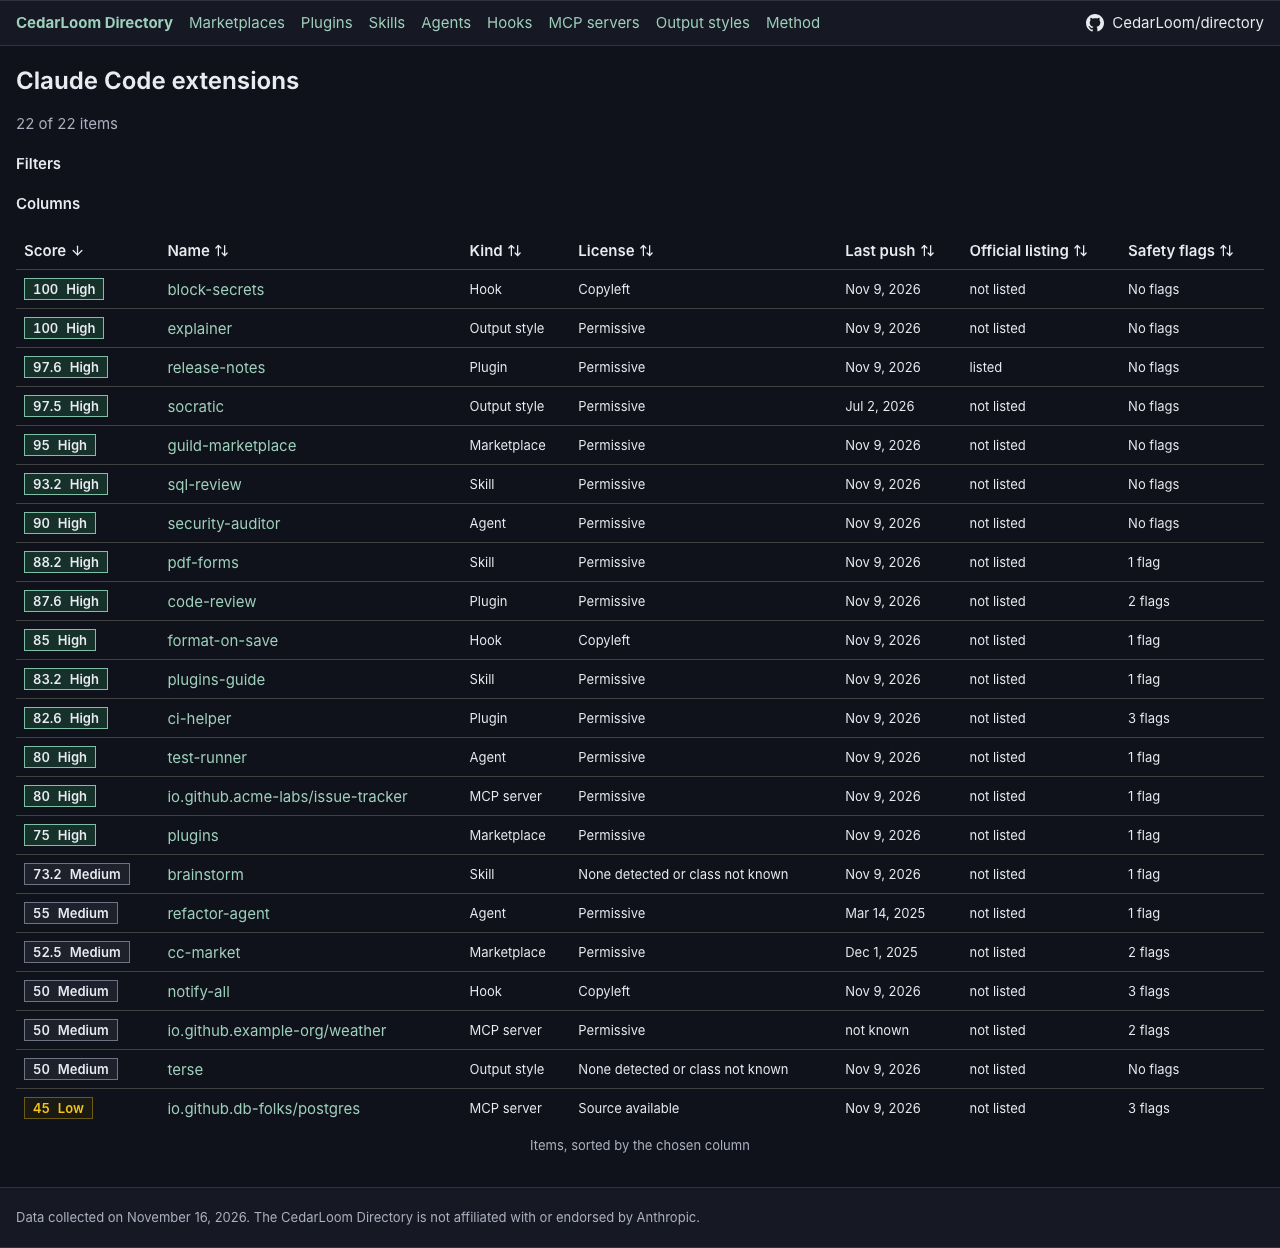 CedarLoom Directory Marketplaces Plugins Skills Agents Hooks MCP servers Output styles Method CedarLoom/directory
Claude Code extensions
22 of 22 items
Filters
Columns
Score ↓ Name ↑↓ Kind ↑↓ License ↑↓ Last push ↑↓ Official listing ↑↓ Safety flags ↑↓
100 High block-secrets Hook Copyleft Nov 9, 2026 not listed No flags
100 High explainer Output style Permissive Nov 9, 2026 not listed No flags
97.6 High release-notes Plugin Permissive Nov 9, 2026 listed No flags
97.5 High socratic Output style Permissive Jul 2, 2026 not listed No flags
95 High guild-marketplace Marketplace Permissive Nov 9, 2026 not listed No flags
93.2 High sql-review Skill Permissive Nov 9, 2026 not listed No flags
90 High security-auditor Agent Permissive Nov 9, 2026 not listed No flags
88.2 High pdf-forms Skill Permissive Nov 9, 2026 not listed 1 flag
87.6 High code-review Plugin Permissive Nov 9, 2026 not listed 2 flags
85 High format-on-save Hook Copyleft Nov 9, 2026 not listed 1 flag
83.2 High plugins-guide Skill Permissive Nov 9, 2026 not listed 1 flag
82.6 High ci-helper Plugin Permissive Nov 9, 2026 not listed 3 flags
80 High test-runner Agent Permissive Nov 9, 2026 not listed 1 flag
80 High io.github.acme-labs/issue-tracker MCP server Permissive Nov 9, 2026 not listed 1 flag
75 High plugins Marketplace Permissive Nov 9, 2026 not listed 1 flag
73.2 Medium brainstorm Skill None detected or class not known Nov 9, 2026 not listed 1 flag
55 Medium refactor-agent Agent Permissive Mar 14, 2025 not listed 1 flag
52.5 Medium cc-market Marketplace Permissive Dec 1, 2025 not listed 2 flags
50 Medium notify-all Hook Copyleft Nov 9, 2026 not listed 3 flags
50 Medium io.github.example-org/weather MCP server Permissive not known not listed 2 flags
50 Medium terse Output style None detected or class not known Nov 9, 2026 not listed No flags
45 Low io.github.db-folks/postgres MCP server Source available Nov 9, 2026 not listed 3 flags
Items, sorted by the chosen column
Data collected on November 16, 2026. The CedarLoom Directory is not affiliated with or endorsed by Anthropic.